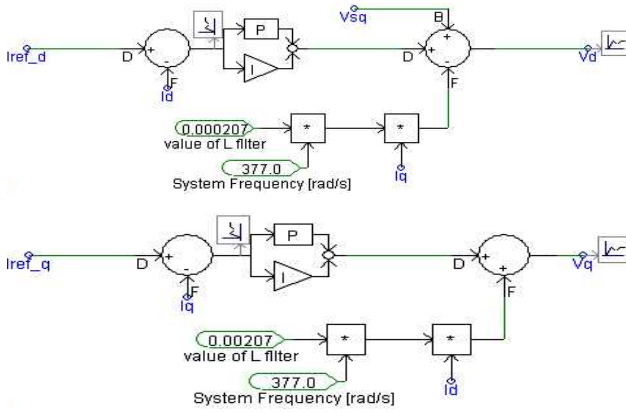 Vsq
B
P
Iref_d
D
+
-
+
+
-
D
Vd
I
F
Id
F
0.000207
*
*
value of L filter
377.0
System Frequency [rad/s]
Iq
P
Iref_q
D
+
-
D
+
+
Vq
I
F
Iq
F
0.00207
*
*
value of L filter
377.0
System Frequency [rad/s]
Id